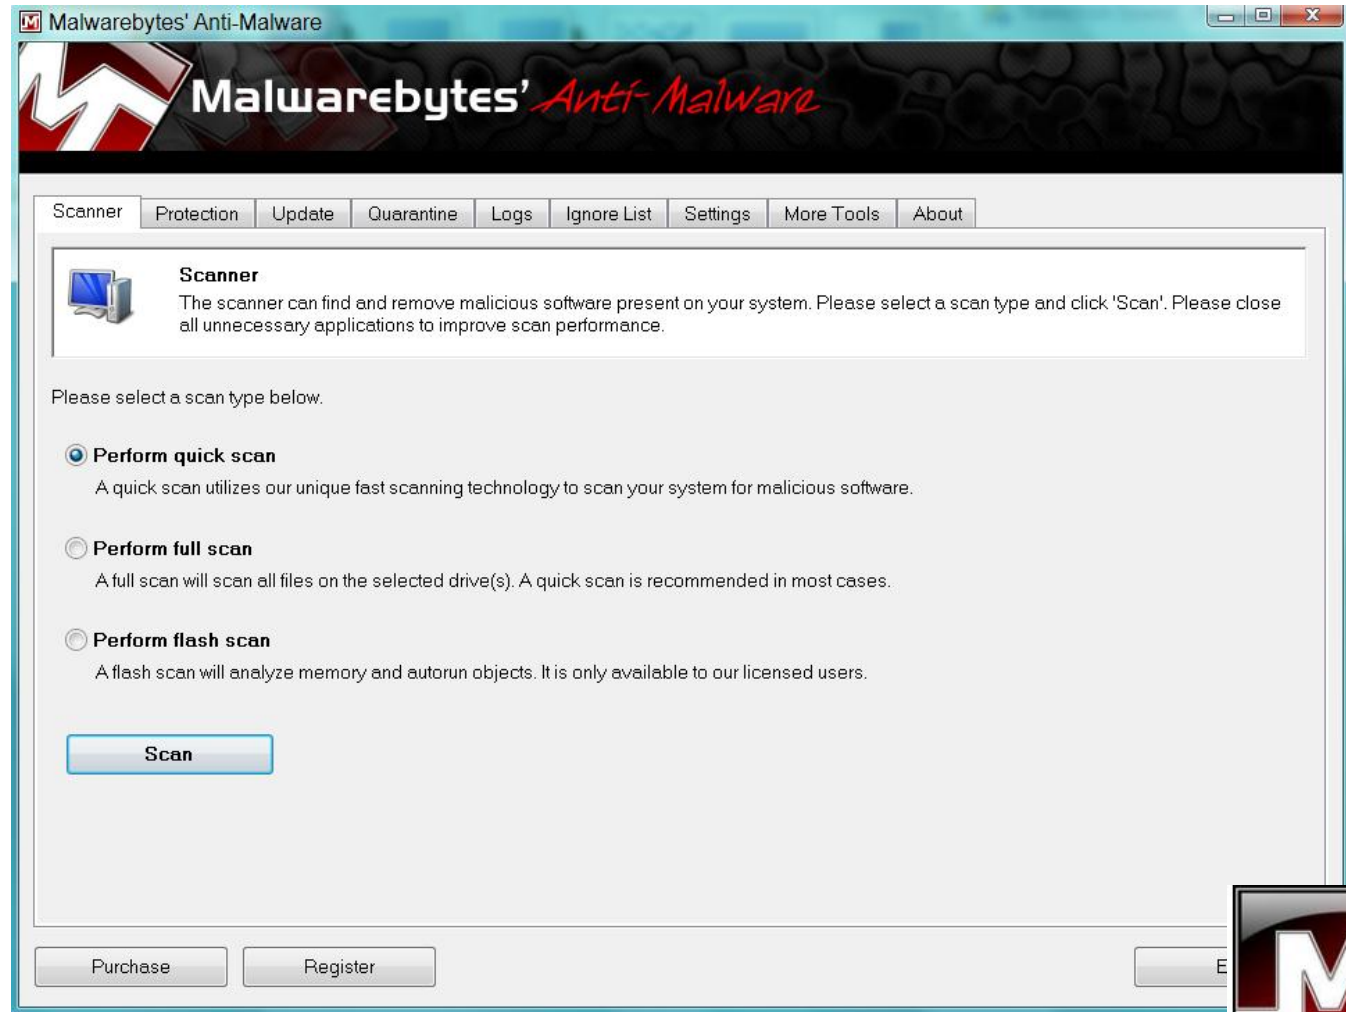 Malwarebytes' Anti-Malware
Malwarebytes' Anti-Malware
Scanner Protection Update Quarantine Logs Ignore List Settings More Tools About
Scanner
The scanner can find and remove malicious software present on your system. Please select a scan type and click 'Scan'. Please close
all unnecessary applications to improve scan performance.
Please select a scan type below.
Perform quick scan
A quick scan utilizes our unique fast scanning technology to scan your system for malicious software.
Perform full scan
A full scan will scan all files on the selected drive(s). A quick scan is recommended in most cases.
Perform flash scan
A flash scan will analyze memory and autorun objects. It is only available to our licensed users.
Scan
Purchase Register